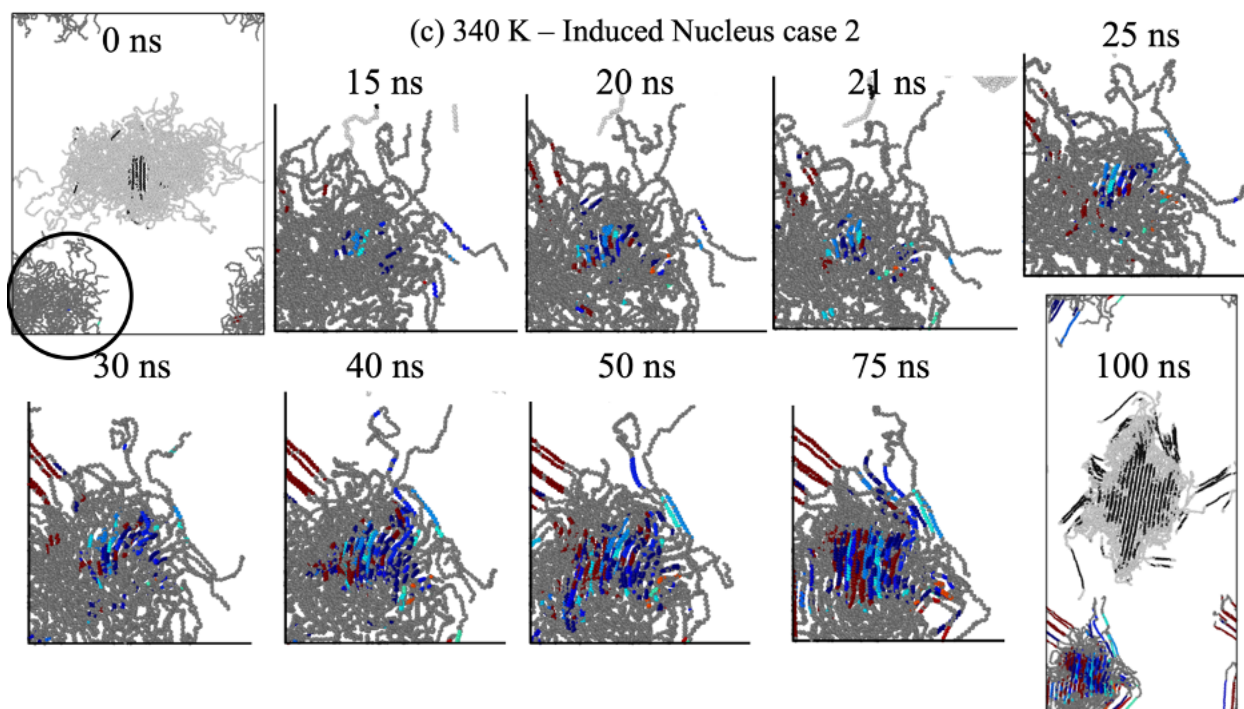 (c) 340 K – Induced Nucleus case 2
0 ns
15 ns
20 ns
21 ns
25 ns
30 ns
40 ns
50 ns
75 ns
100 ns